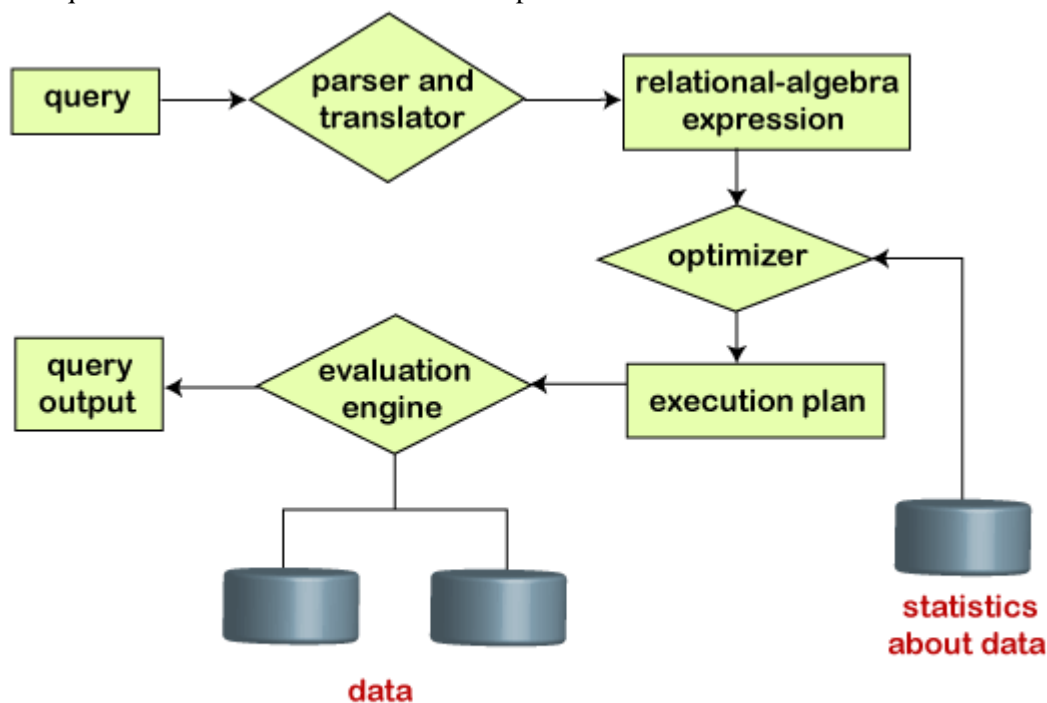 query
parser and
translator
relational-algebra
expression
optimizer
query
output
evaluation
engine
execution plan
statistics
about data
data